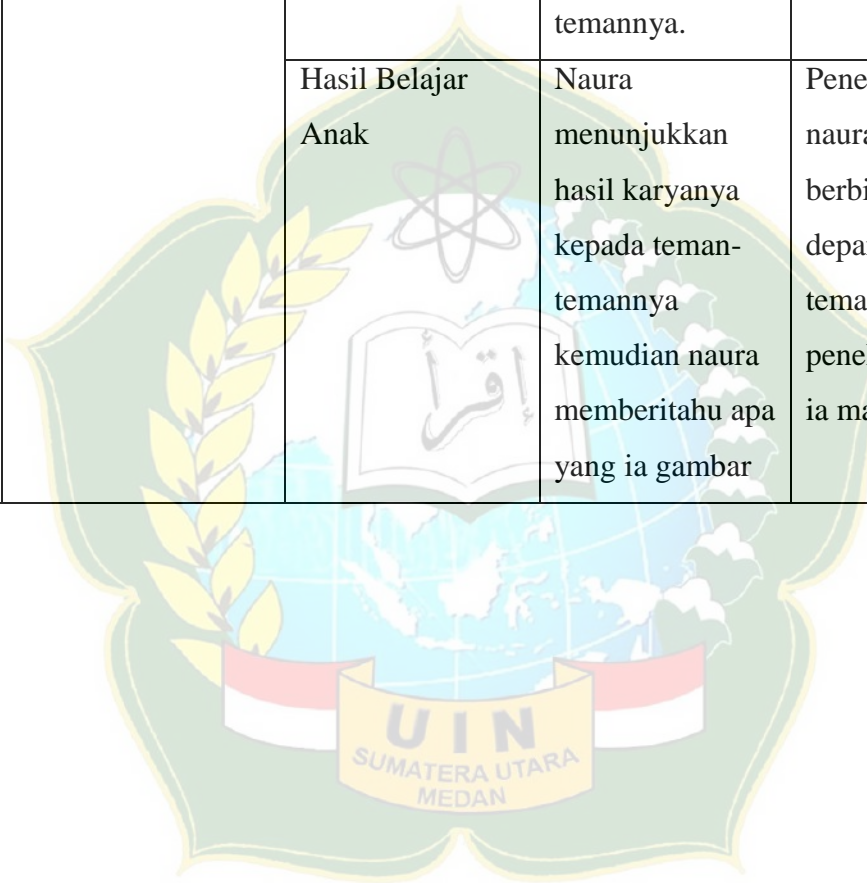 temannya.
Hasil Belajar
Anak
Naura
menunjukkan
hasil karyanya
kepada teman-
temannya
kemudian naura
memberitahu apa
yang ia gambar
إقرأ
UIN
SUMATERA UTARA
MEDAN